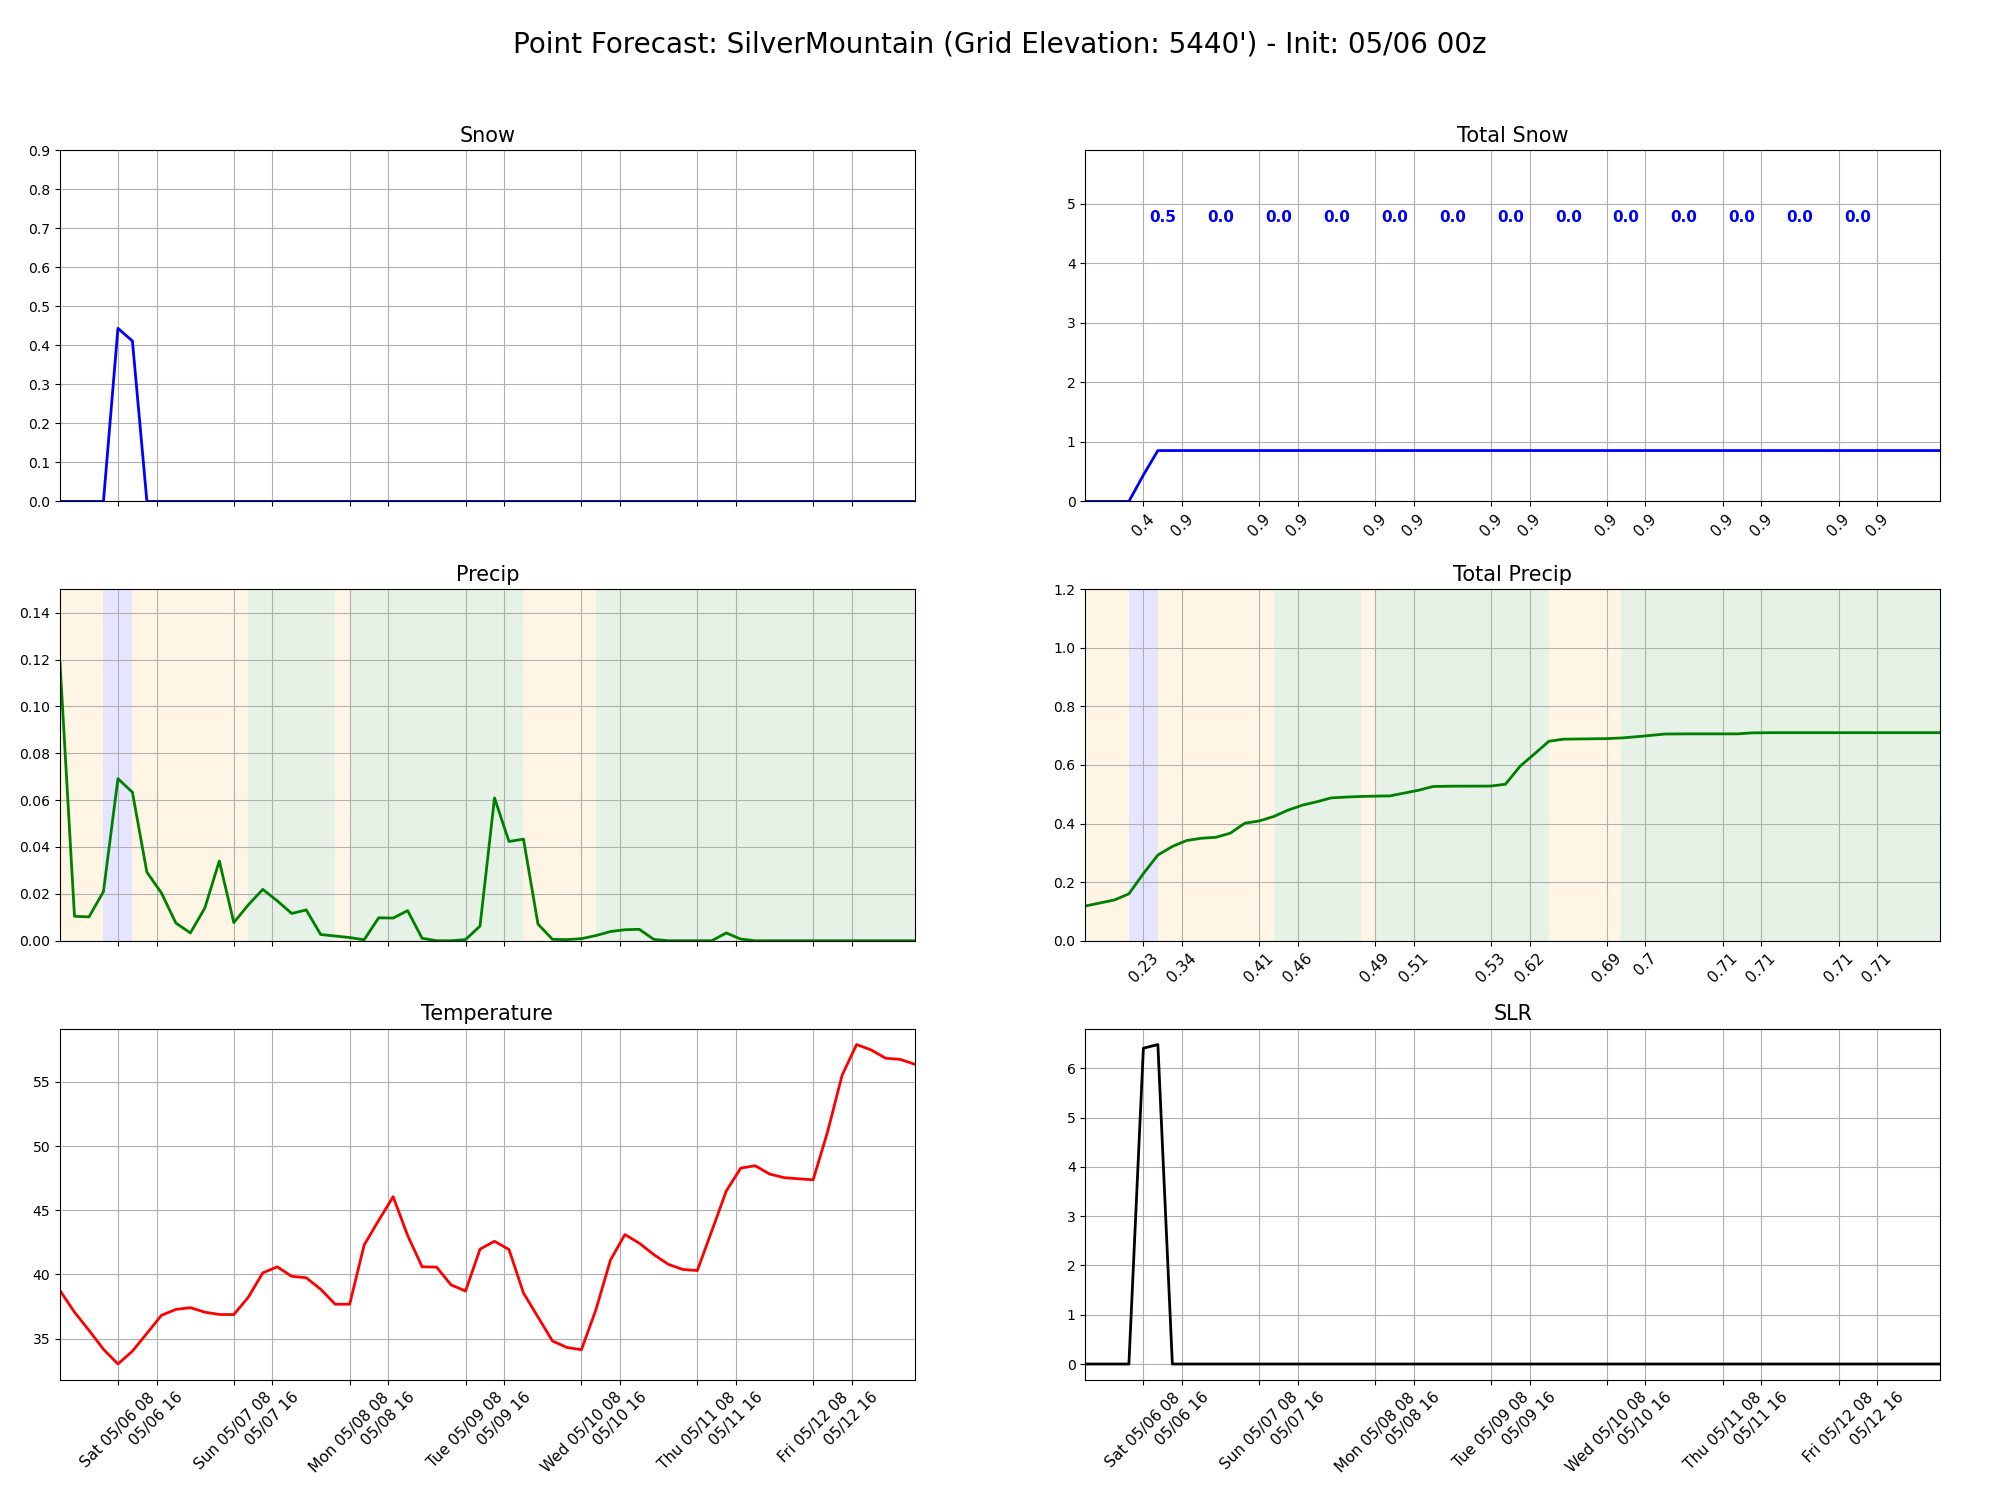 Point Forecast: SilverMountain (Grid Elevation: 5440') - Init: 05/06 00z
Snow
0.9
0.8
0.7
0.6
0.5
0.4
0.3
0.2
0.1
0.0
Total Snow
5
4
3
2
1
0
0.5 0.0 0.0 0.0 0.0 0.0 0.0 0.0 0.0 0.0 0.0 0.0 0.0
0.4 0.9 0.9 0.9 0.9 0.9 0.9 0.9 0.9 0.9 0.9 0.9 0.9 0.9
Precip
0.14
0.12
0.10
0.08
0.06
0.04
0.02
0.00
Total Precip
1.2
1.0
0.8
0.6
0.4
0.2
0.0
0.23 0.34 0.41 0.46 0.49 0.51 0.53 0.62 0.69 0.7 0.71 0.71 0.71 0.71
Temperature
55
50
45
40
35
Sat 05/06 08
05/06 16
Sun 05/07 08
05/07 16
Mon 05/08 08
05/08 16
Tue 05/09 08
05/09 16
Wed 05/10 08
05/10 16
Thu 05/11 08
05/11 16
Fri 05/12 08
05/12 16
SLR
6
5
4
3
2
1
0
Sat 05/06 08
05/06 16
Sun 05/07 08
05/07 16
Mon 05/08 08
05/08 16
Tue 05/09 08
05/09 16
Wed 05/10 08
05/10 16
Thu 05/11 08
05/11 16
Fri 05/12 08
05/12 16